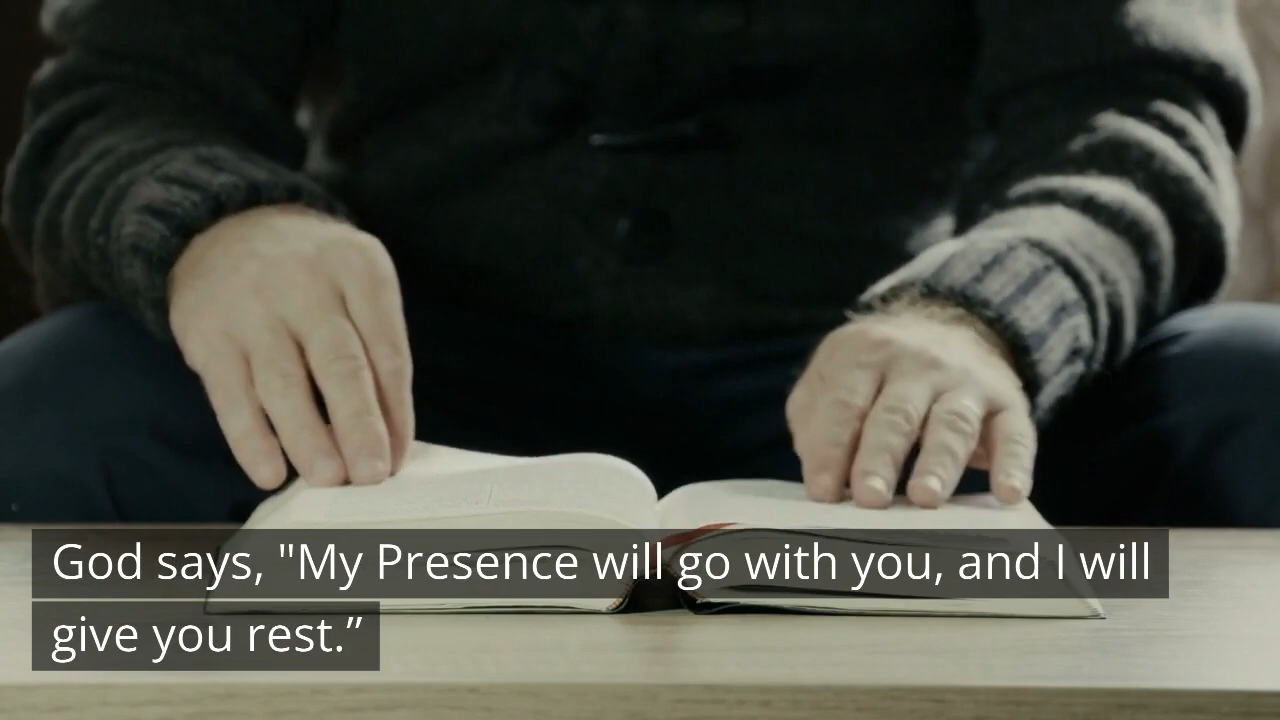 God says, "My Presence will go with you, and I will
give you rest.”